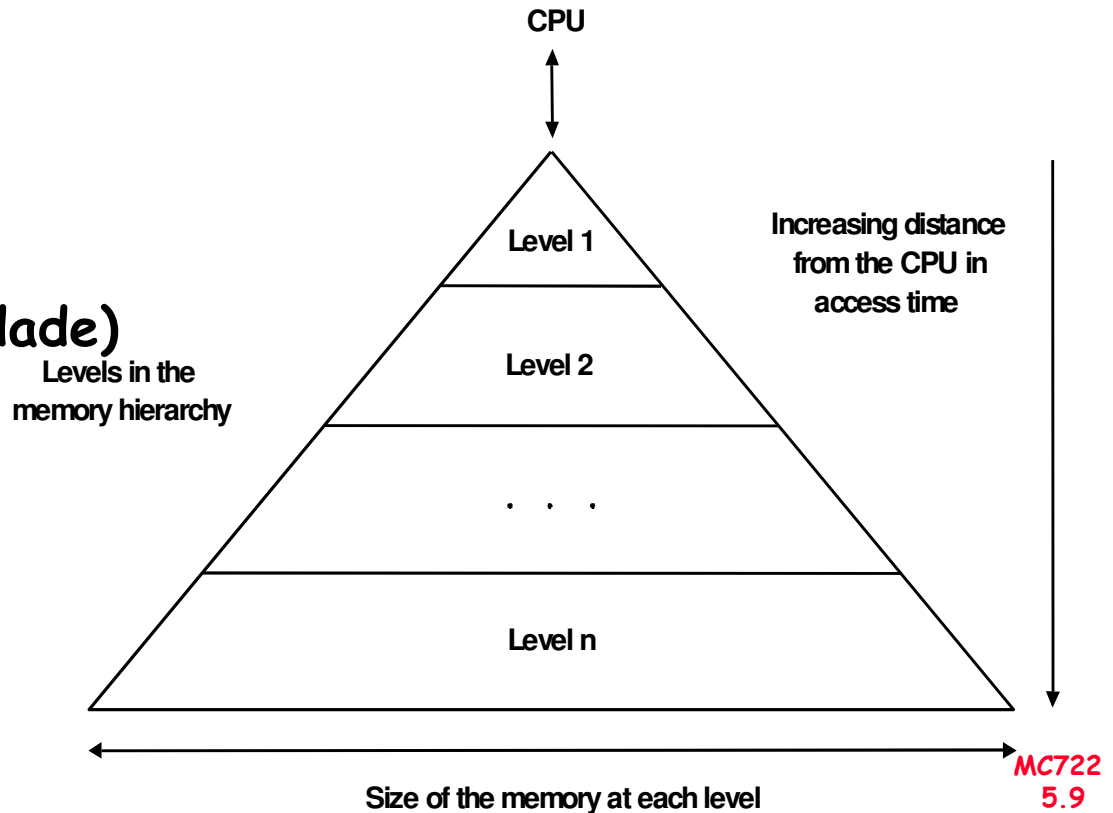 CPU
Level 1
Increasing distance
from the CPU in
access time
lade)
Levels in the
memory hierarchy
Level 2
. . .
Level n
Size of the memory at each level
MC722
5.9